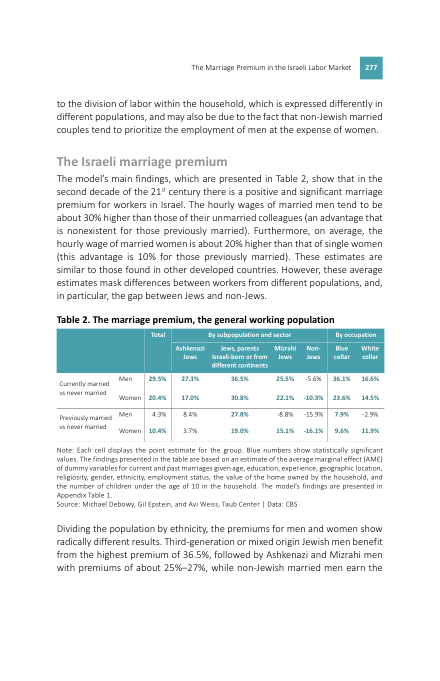 The Marriage Premium in the Israeli Labor Market 277
to the division of labor within the household, which is expressed differently in
different populations, and may also be due to the fact that non-Jewish married
couples tend to prioritize the employment of men at the expense of women.
The Israeli marriage premium
The model's main findings, which are presented in Table 2, show that in the
second decade of the 21st century there is a positive and significant marriage
premium for workers in Israel. The hourly wages of married men tend to be
about 30% higher than those of their unmarried colleagues (an advantage that
is nonexistent for those previously married). Furthermore, on average, the
hourly wage of married women is about 20% higher than that of single women
(this advantage is 10% for those previously married). These estimates are
similar to those found in other developed countries. However, these average
estimates mask differences between workers from different populations, and,
in particular, the gap between Jews and non-Jews.
Table 2. The marriage premium, the general working population
Total By subpopulation and sector By occupation
Ashkenazi Jews, parents Mizrahi Non- Blue White
Jews Israeli-born or from Jews Jews collar collar
different continents
Currently married
vs never married
Men 29.5% 27.3% 36.5% 25.5% -5.6% 36.1% 16.6%
Women 20.4% 17.0% 30.8% 22.1% -10.3% 23.6% 14.5%
Previously married
vs never married
Men 4.3% 8.4% 27.8% -8.8% -15.9% 7.9% -2.9%
Women 10.4% 3.7% 19.0% 15.1% -16.1% 9.6% 11.9%
Note: Each cell displays the point estimate for the group. Blue numbers show statistically significant
values. The findings presented in the table are based on an estimate of the average marginal effect (AME)
of dummy variables for current and past marriages given age, education, experience, geographic location,
religiosity, gender, ethnicity, employment status, the value of the home owned by the household, and
the number of children under the age of 10 in the household. The model's findings are presented in
Appendix Table 1.
Source: Michael Debowy, Gil Epstein, and Avi Weiss, Taub Center | Data: CBS
Dividing the population by ethnicity, the premiums for men and women show
radically different results. Third-generation or mixed origin Jewish men benefit
from the highest premium of 36.5%, followed by Ashkenazi and Mizrahi men
with premiums of about 25%–27%, while non-Jewish married men earn the